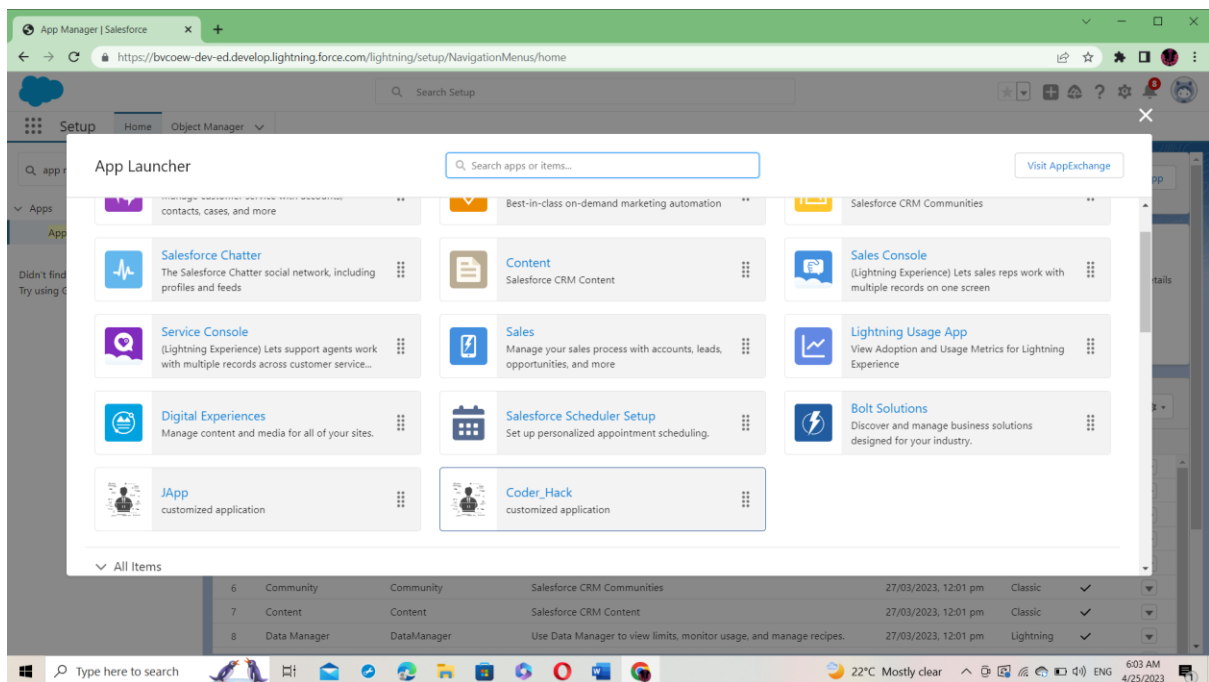 App Manager | Salesforce
https://bvcoew-dev-ed.develop.lightning.force.com/lightning/setup/NavigationMenus/home
Search Setup
8
Setup Home Object Manager
App Launcher
Search apps or items...
Visit AppExchange
app
pp
Apps
App
Didn't find
Try using
etails
contacts, cases, and more
Best-in-class on-demand marketing automation
Salesforce CRM Communities
Salesforce Chatter
The Salesforce Chatter social network, including
profiles and feeds
Content
Salesforce CRM Content
Sales Console
(Lightning Experience) Lets sales reps work with
multiple records on one screen
Service Console
(Lightning Experience) Lets support agents work
with multiple records across customer service...
Sales
Manage your sales process with accounts, leads,
opportunities, and more
Lightning Usage App
View Adoption and Usage Metrics for Lightning
Experience
Digital Experiences
Manage content and media for all of your sites.
Salesforce Scheduler Setup
Set up personalized appointment scheduling.
Bolt Solutions
Discover and manage business solutions
designed for your industry.
JApp
customized application
Coder_Hack
customized application
All Items
6 Community Community Salesforce CRM Communities 27/03/2023, 12:01 pm Classic
7 Content Content Salesforce CRM Content 27/03/2023, 12:01 pm Classic
8 Data Manager DataManager Use Data Manager to view limits, monitor usage, and manage recipes. 27/03/2023, 12:01 pm Lightning
Type here to search
22°C Mostly clear
ENG
6:03 AM
4/25/2023